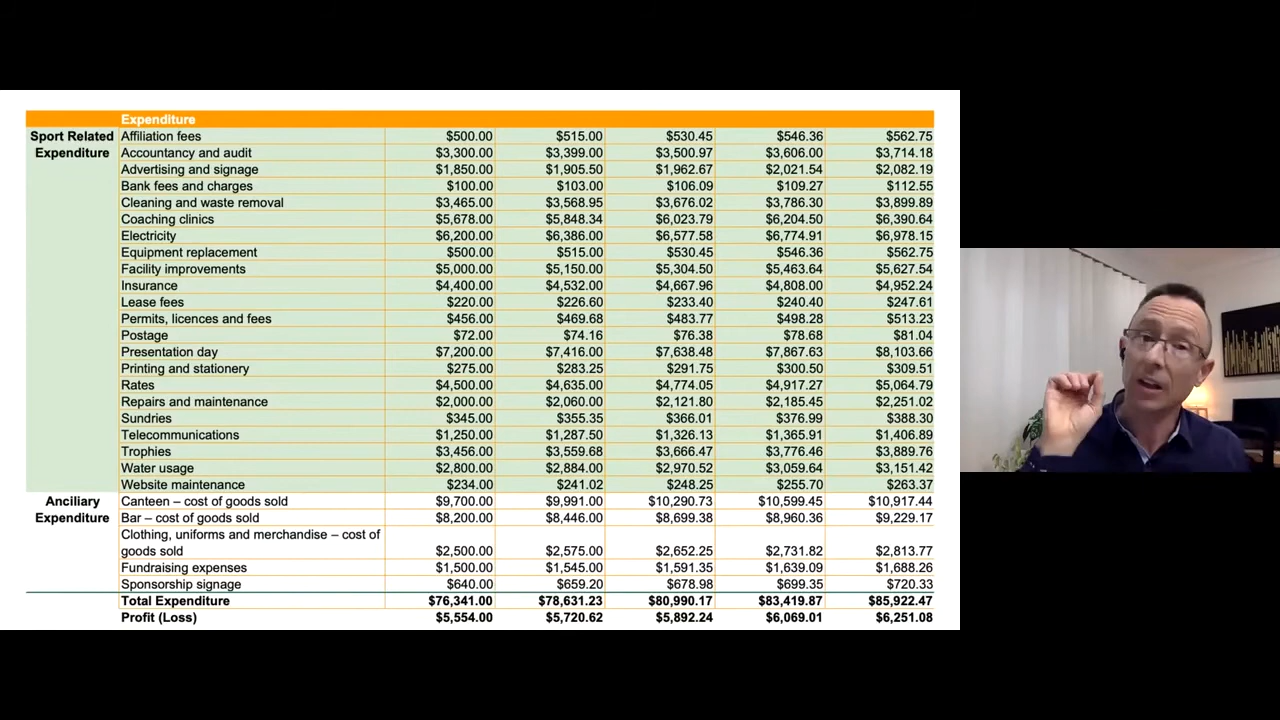 Expenditure
Sport Related Affiliation fees $500.00 $515.00 $530.45 $546.36 $562.75
Expenditure Accountancy and audit $3,300.00 $3,399.00 $3,500.97 $3,606.00 $3,714.18
Advertising and signage $1,850.00 $1,905.50 $1,962.67 $2,021.54 $2,082.19
Bank fees and charges $100.00 $103.00 $106.09 $109.27 $112.55
Cleaning and waste removal $3,465.00 $3,568.95 $3,676.02 $3,786.30 $3,899.89
Coaching clinics $5,678.00 $5,848.34 $6,023.79 $6,204.50 $6,390.64
Electricity $6,200.00 $6,386.00 $6,577.58 $6,774.91 $6,978.15
Equipment replacement $500.00 $515.00 $530.45 $546.36 $562.75
Facility improvements $5,000.00 $5,150.00 $5,304.50 $5,463.64 $5,627.54
Insurance $4,400.00 $4,532.00 $4,667.96 $4,808.00 $4,952.24
Lease fees $220.00 $226.60 $233.40 $240.40 $247.61
Permits, licences and fees $456.00 $469.68 $483.77 $498.28 $513.23
Postage $72.00 $74.16 $76.38 $78.68 $81.04
Presentation day $7,200.00 $7,416.00 $7,638.48 $7,867.63 $8,103.66
Printing and stationery $275.00 $283.25 $291.75 $300.50 $309.51
Rates $4,500.00 $4,635.00 $4,774.05 $4,917.27 $5,064.79
Repairs and maintenance $2,000.00 $2,060.00 $2,121.80 $2,185.45 $2,251.02
Sundries $345.00 $355.35 $366.01 $376.99 $388.30
Telecommunications $1,250.00 $1,287.50 $1,326.13 $1,365.91 $1,406.89
Trophies $3,456.00 $3,559.68 $3,666.47 $3,776.46 $3,889.76
Water usage $2,800.00 $2,884.00 $2,970.52 $3,059.64 $3,151.42
Website maintenance $234.00 $241.02 $248.25 $255.70 $263.37
Ancillary Canteen – cost of goods sold $9,700.00 $9,991.00 $10,290.73 $10,599.45 $10,917.44
Expenditure Bar – cost of goods sold $8,200.00 $8,446.00 $8,699.38 $8,960.36 $9,229.17
Clothing, uniforms and merchandise – cost of
goods sold $2,500.00 $2,575.00 $2,652.25 $2,731.82 $2,813.77
Fundraising expenses $1,500.00 $1,545.00 $1,591.35 $1,639.09 $1,688.26
Sponsorship signage $640.00 $659.20 $678.98 $699.35 $720.33
Total Expenditure $76,341.00 $78,631.23 $80,990.17 $83,419.87 $85,922.47
Profit (Loss) $5,554.00 $5,720.62 $5,892.24 $6,069.01 $6,251.08